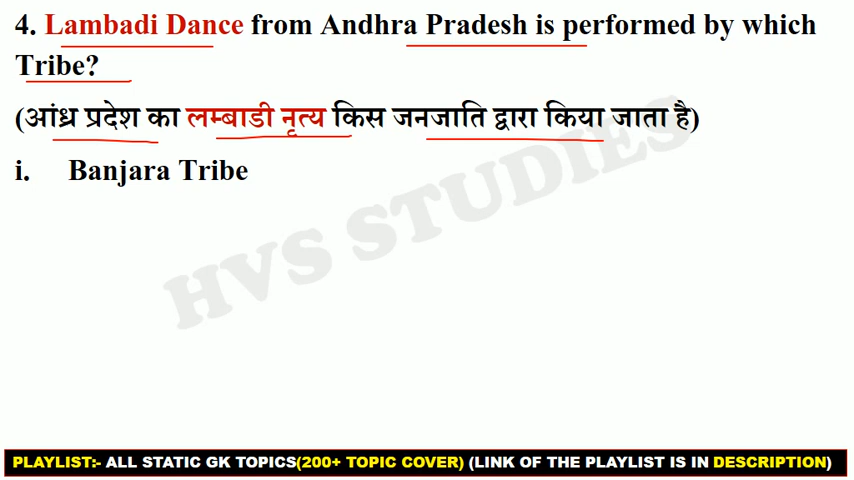 4. Lambadi Dance from Andhra Pradesh is performed by which
Tribe?
(आंध्र प्रदेश का लम्बाडी नृत्य किस जनजाति द्वारा किया जाता है)
i. Banjara Tribe
HVS STUDIES
PLAYLIST:- ALL STATIC GK TOPICS(200+ TOPIC COVER) (LINK OF THE PLAYLIST IS IN DESCRIPTION)